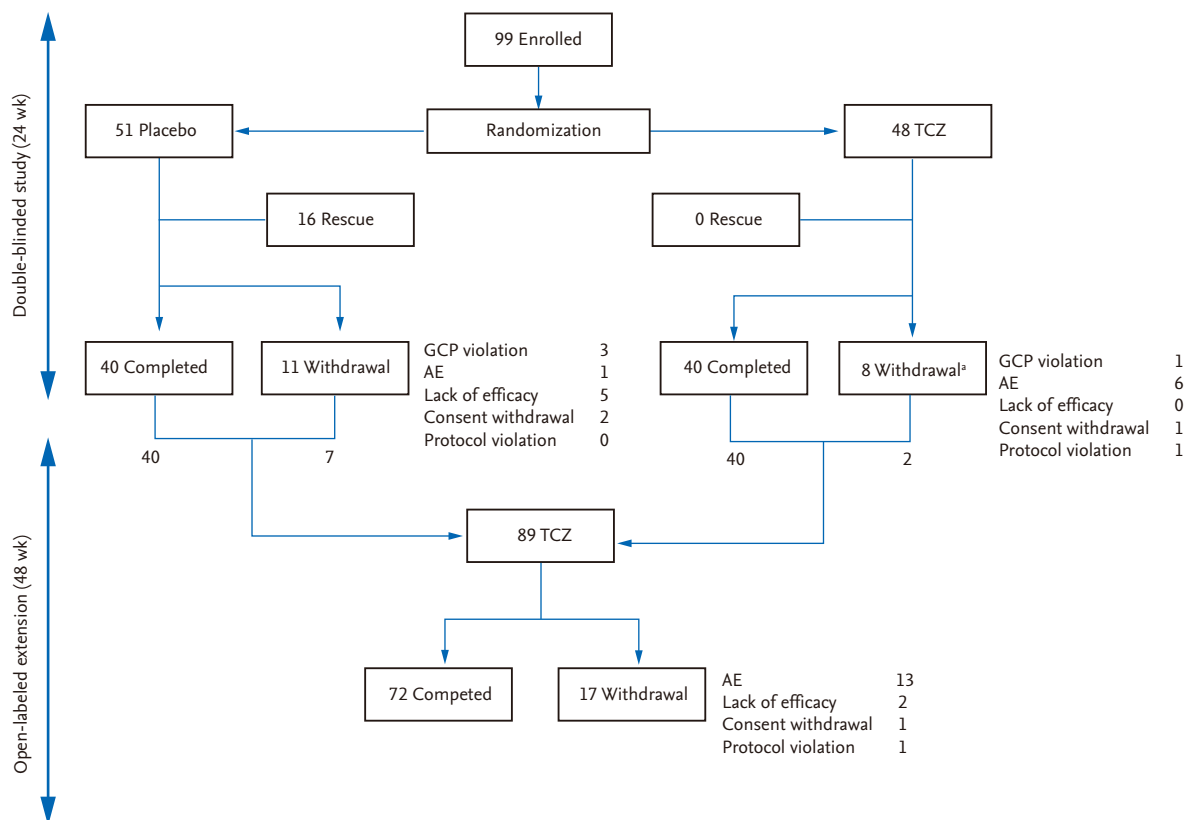 Double-blinded study (24 wk)
99 Enrolled
51 Placebo
Randomization
48 TCZ
16 Rescue
0 Rescue
40 Completed
11 Withdrawal
GCP violation 3
AE 1
Lack of efficacy 5
Consent withdrawal 2
Protocol violation 0
40 Completed
8 Withdrawalᵃ
GCP violation 1
AE 6
Lack of efficacy 0
Consent withdrawal 1
Protocol violation 1
40
7
40
2
Open-labeled extension (48 wk)
89 TCZ
72 Competed
17 Withdrawal
AE 13
Lack of efficacy 2
Consent withdrawal 1
Protocol violation 1